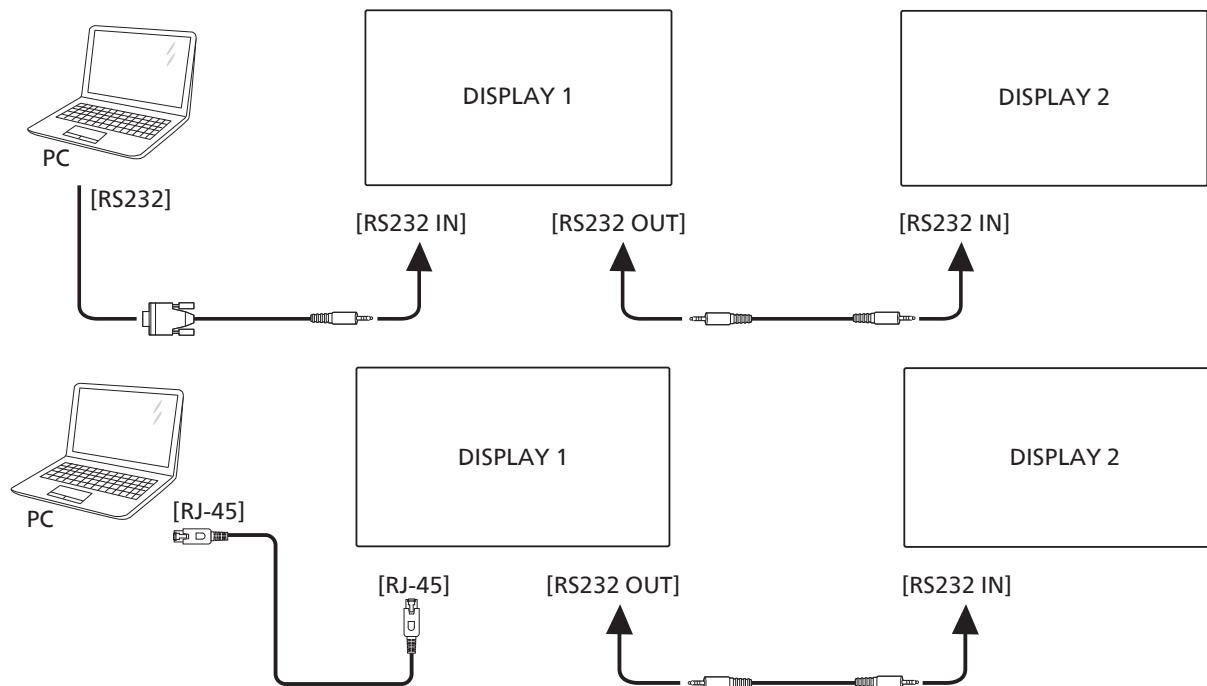 DISPLAY 1
DISPLAY 2
PC
[RS232]
[RS232 IN]
[RS232 OUT]
[RS232 IN]
DISPLAY 1
DISPLAY 2
PC
[RJ-45]
[RJ-45]
[RS232 OUT]
[RS232 IN]